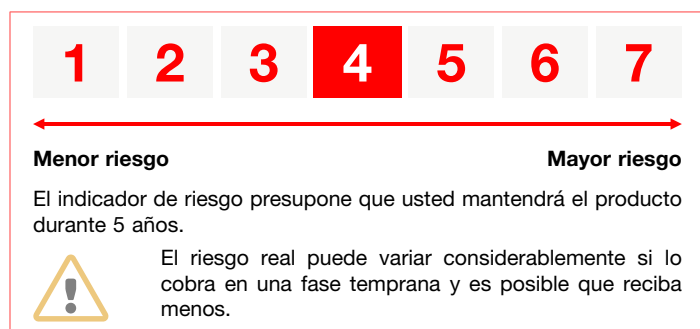 1 2 3 4 5 6 7
Menor riesgo Mayor riesgo
El indicador de riesgo presupone que usted mantendrá el producto
durante 5 años.
El riesgo real puede variar considerablemente si lo
cobra en una fase temprana y es posible que reciba
menos.